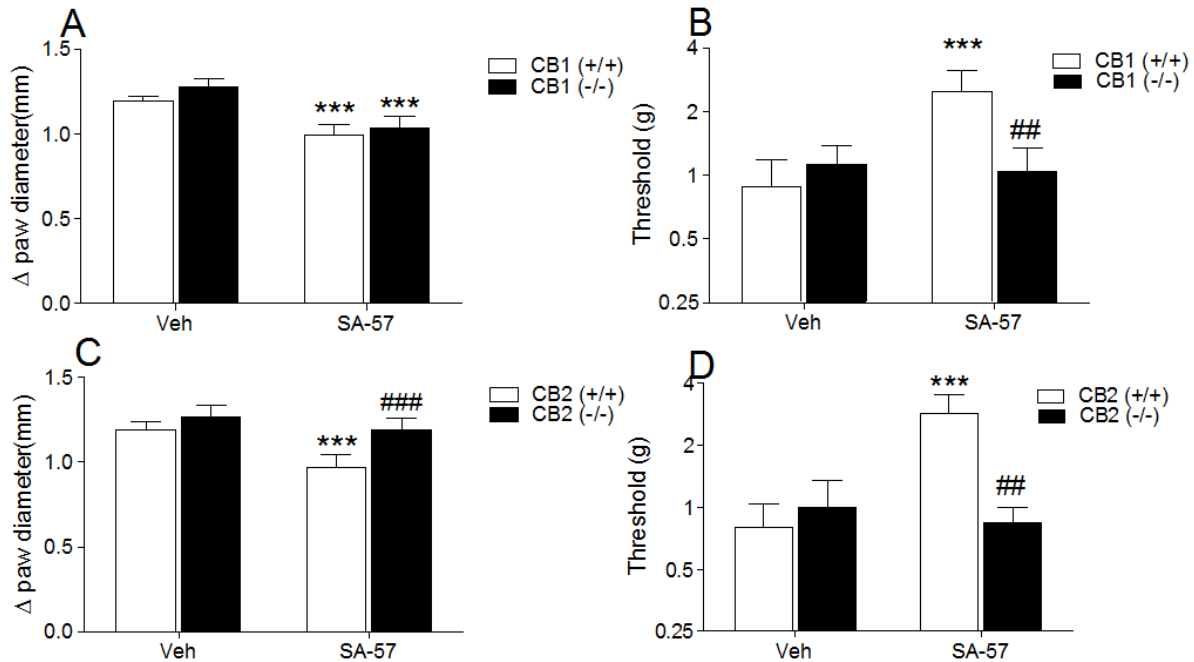 A
Δ paw diameter(mm)
1.5
1.0
0.5
0.0
*** ***
CB1 (+/+)
CB1 (-/-)
Veh SA-57
B
Threshold (g)
4
2
1
0.5
0.25
***
##
CB1 (+/+)
CB1 (-/-)
Veh SA-57
C
Δ paw diameter(mm)
1.5
1.0
0.5
0.0
***
###
CB2 (+/+)
CB2 (-/-)
Veh SA-57
D
Threshold (g)
4
2
1
0.5
0.25
***
##
CB2 (+/+)
CB2 (-/-)
Veh SA-57